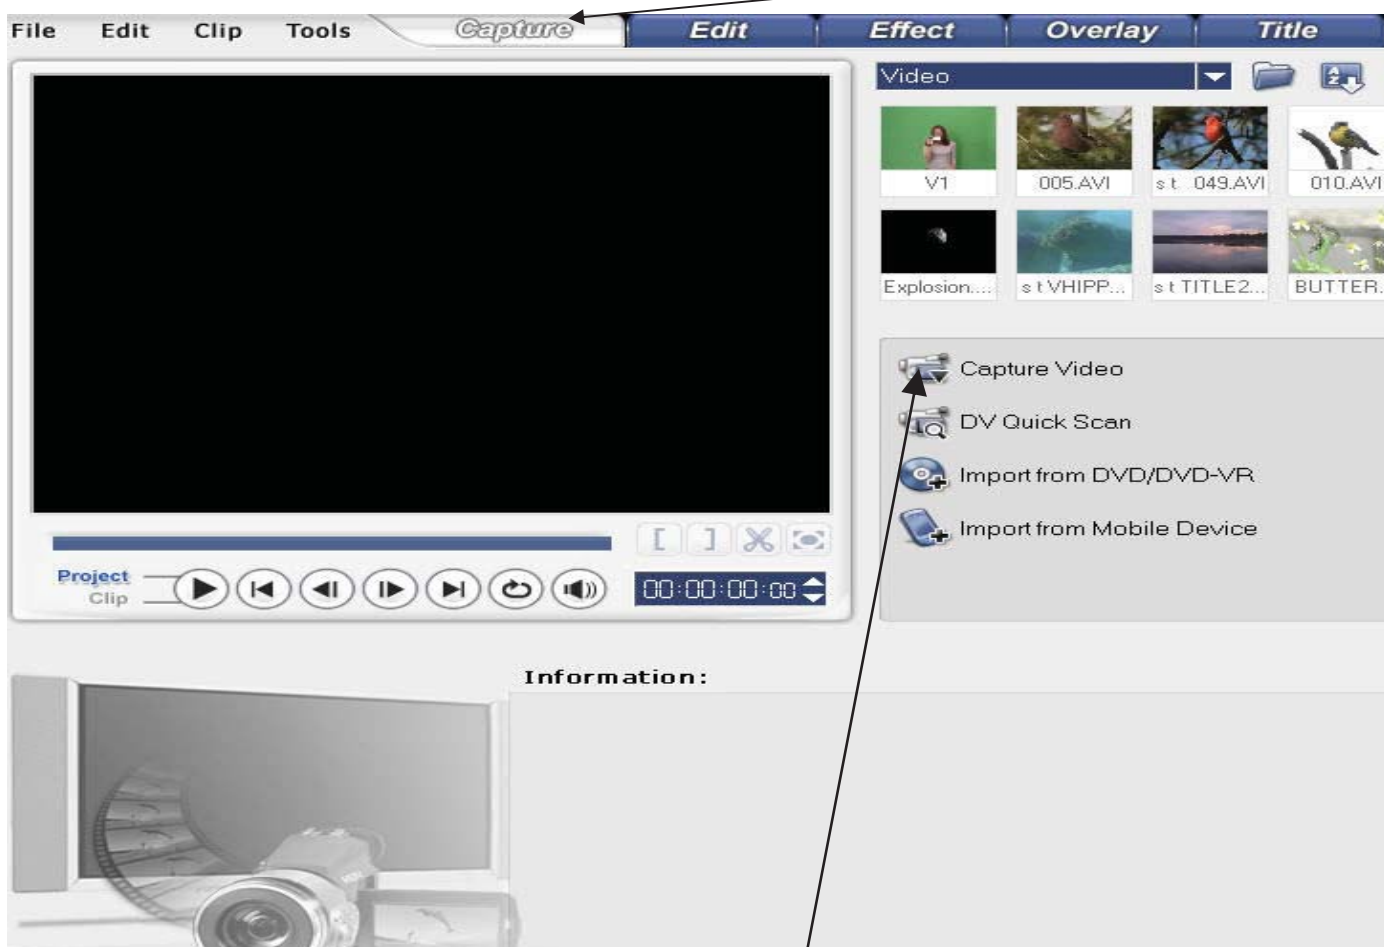 File Edit Clip Tools Capture Edit Effect Overlay Title
Video
V1 005.AVI s t 049.AVI 010.AVI
Explosion.... s t VHIPP... s t TITLE2... BUTTER.
Capture Video
DV Quick Scan
Import from DVD/DVD-VR
Import from Mobile Device
Project
Clip
00:00:00:00
Information: